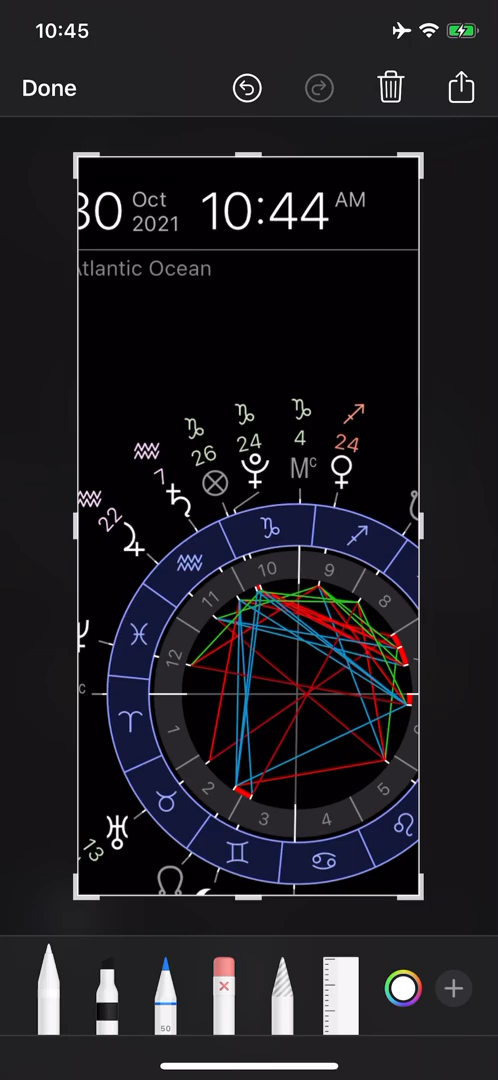 10:45
Done
30 Oct 2021 10:44 AM
Atlantic Ocean
♑ ♑ ♑ ♐
♒ 26 24 4 24
♒ 7 ⊗ Mc
22
10 9
11 8
12
1
2 5
3 4
13
50